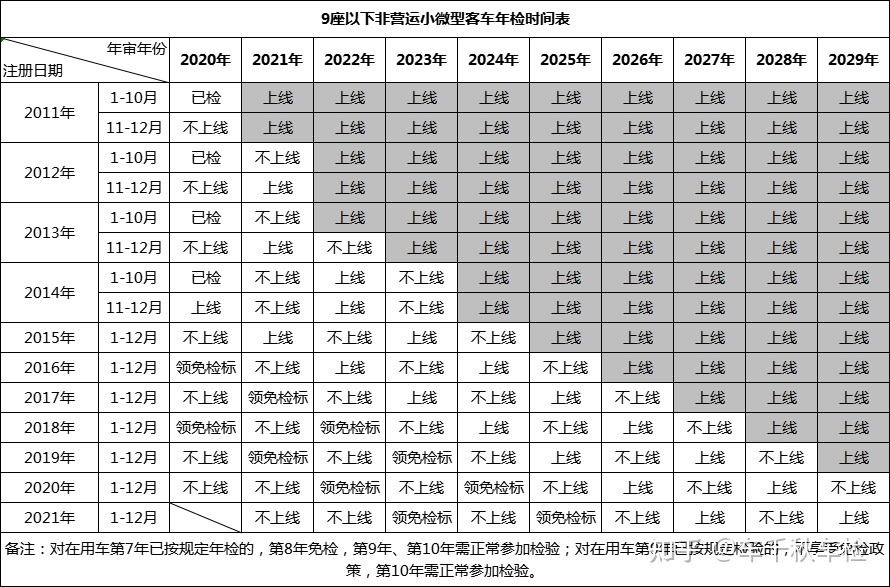 9座以下非营运小微型客车年检时间表
年审年份 2020年 2021年 2022年 2023年 2024年 2025年 2026年 2027年 2028年 2029年
注册日期
2011年 1-10月 已检 上线 上线 上线 上线 上线 上线 上线 上线 上线
11-12月 不上线 上线 上线 上线 上线 上线 上线 上线 上线 上线
2012年 1-10月 已检 不上线 上线 上线 上线 上线 上线 上线 上线 上线
11-12月 不上线 上线 上线 上线 上线 上线 上线 上线 上线 上线
2013年 1-10月 已检 不上线 上线 上线 上线 上线 上线 上线 上线 上线
11-12月 不上线 上线 不上线 上线 上线 上线 上线 上线 上线 上线
2014年 1-10月 已检 不上线 上线 不上线 上线 上线 上线 上线 上线 上线
11-12月 上线 不上线 上线 不上线 上线 上线 上线 上线 上线 上线
2015年 1-12月 不上线 上线 不上线 上线 不上线 上线 上线 上线 上线 上线
2016年 1-12月 领免检标 不上线 上线 不上线 上线 不上线 上线 上线 上线 上线
2017年 1-12月 不上线 领免检标 不上线 上线 不上线 上线 不上线 上线 上线 上线
2018年 1-12月 领免检标 不上线 领免检标 不上线 上线 不上线 上线 不上线 上线 上线
2019年 1-12月 不上线 领免检标 不上线 领免检标 不上线 上线 不上线 上线 不上线 上线
2020年 1-12月 不上线 不上线 领免检标 不上线 领免检标 不上线 上线 不上线 上线 不上线
2021年 1-12月 不上线 不上线 领免检标 不上线 领免检标 不上线 上线 不上线 上线
备注：对在用车第7年已按规定年检的，第8年免检，第9年、第10年需正常参加检验；对在用车第8年已按规定检验的，不享受免检政
策，第10年需正常参加检验。
知乎 @车千秋车检